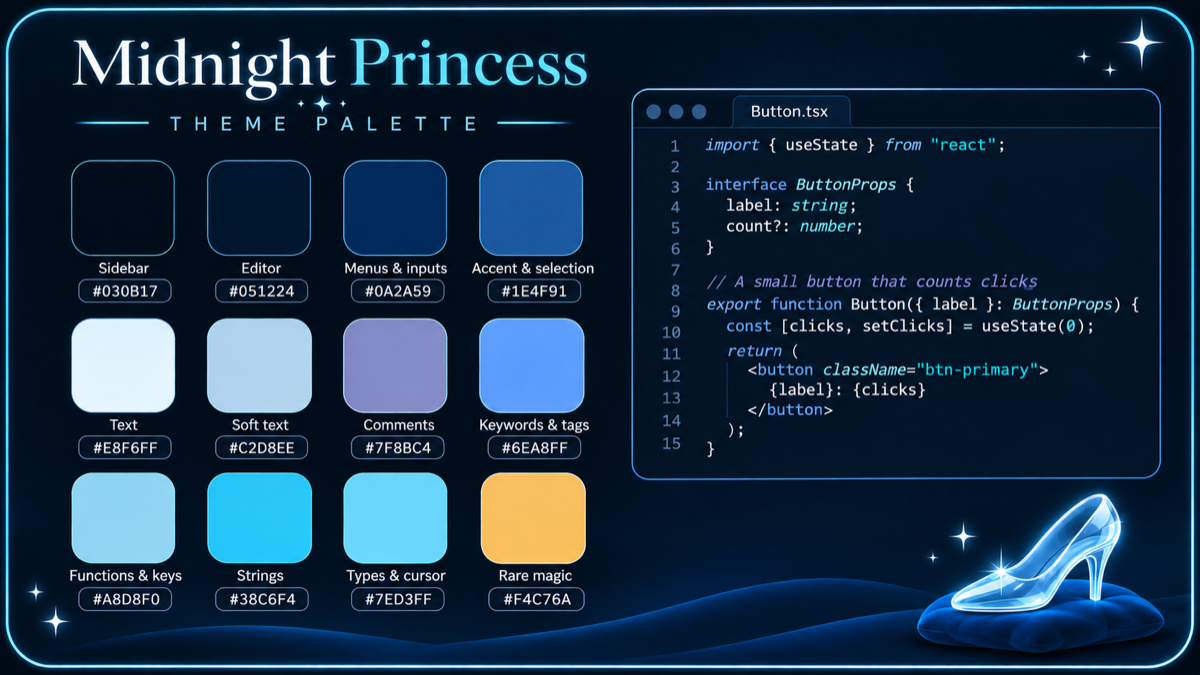 Midnight Princess
THEME PALETTE
Sidebar Editor Menus & inputs Accent & selection
#030B17 #051224 #0A2A59 #1E4F91
Text Soft text Comments Keywords & tags
#E8F6FF #C2D8EE #7F8BC4 #6EA8FF
Functions & keys Strings Types & cursor Rare magic
#A8D8F0 #38C6F4 #7ED3FF #F4C76A
Button.tsx
1 import { useState } from "react";
2
3 interface ButtonProps {
4 label: string;
5 count?: number;
6 }
7
8 // A small button that counts clicks
9 export function Button({ label }: ButtonProps) {
10 const [clicks, setClicks] = useState(0);
11 return (
12 <button className="btn-primary">
13 {label}: {clicks}
14 </button>
15 );
}